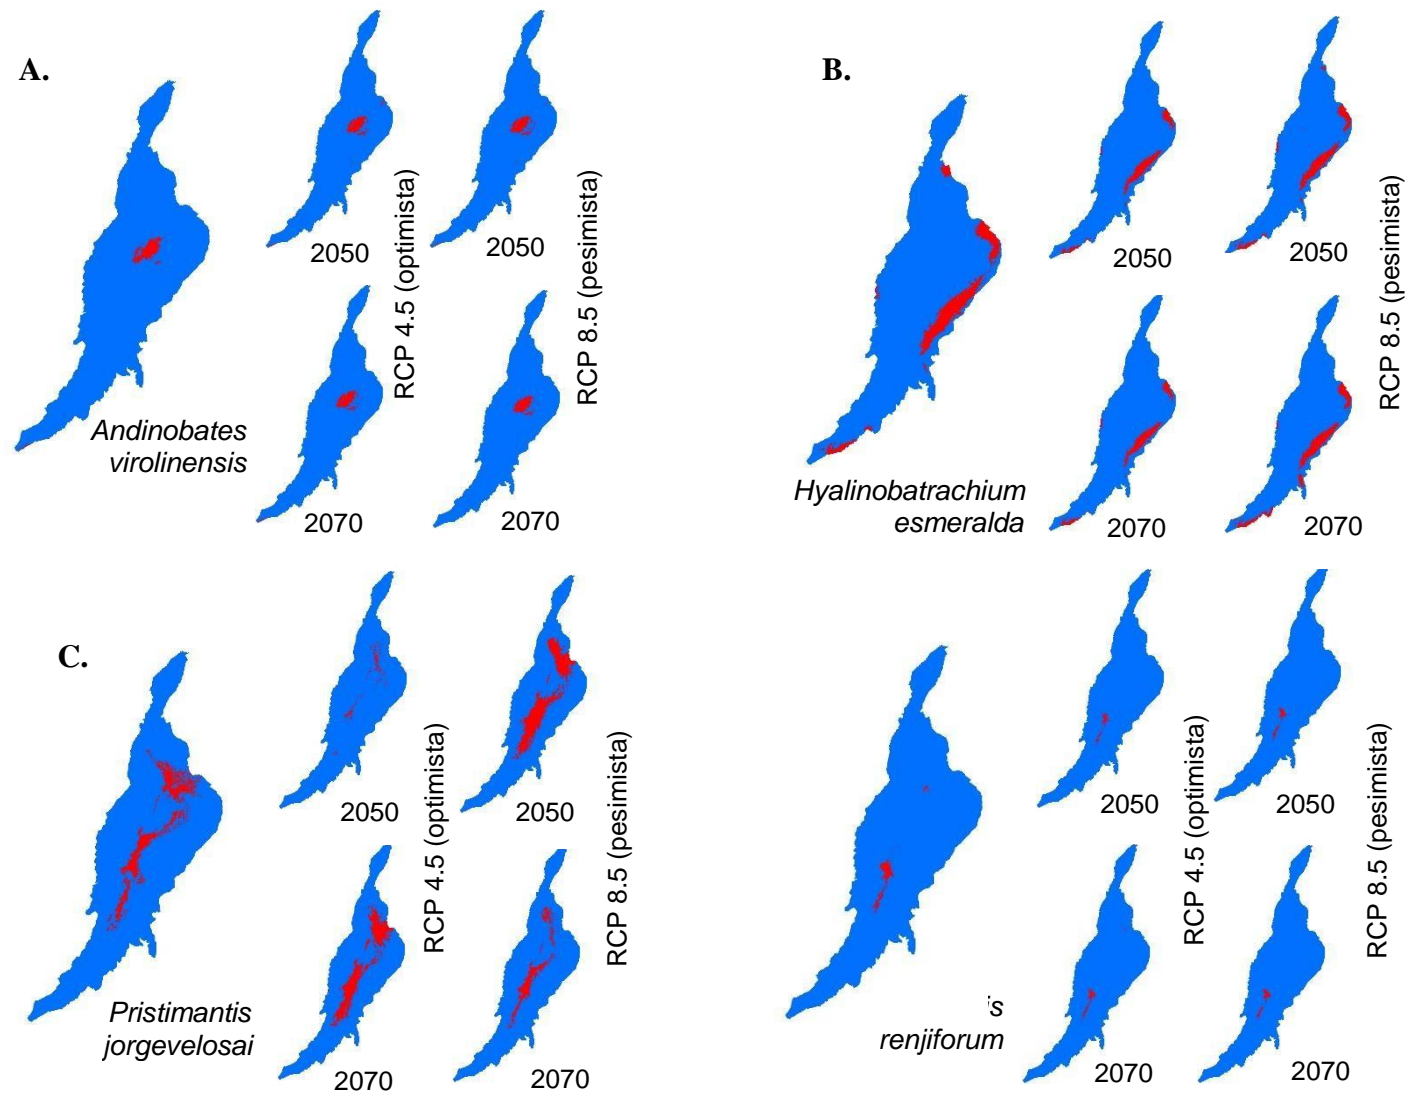 A.
2050
2050
RCP 4.5 (optimista)
RCP 8.5 (pesimista)
Andinobates
virolinensis
2070
2070
B.
2050
2050
RCP 8.5 (pesimista)
Hyalinobatrachium
esmeralda
2070
2070
C.
2050
2050
RCP 4.5 (optimista)
RCP 8.5 (pesimista)
Pristimantis
jorgevelosai
2070
2070
2050
2050
RCP 4.5 (optimista)
RCP 8.5 (pesimista)
is
renjiforum
2070
2070